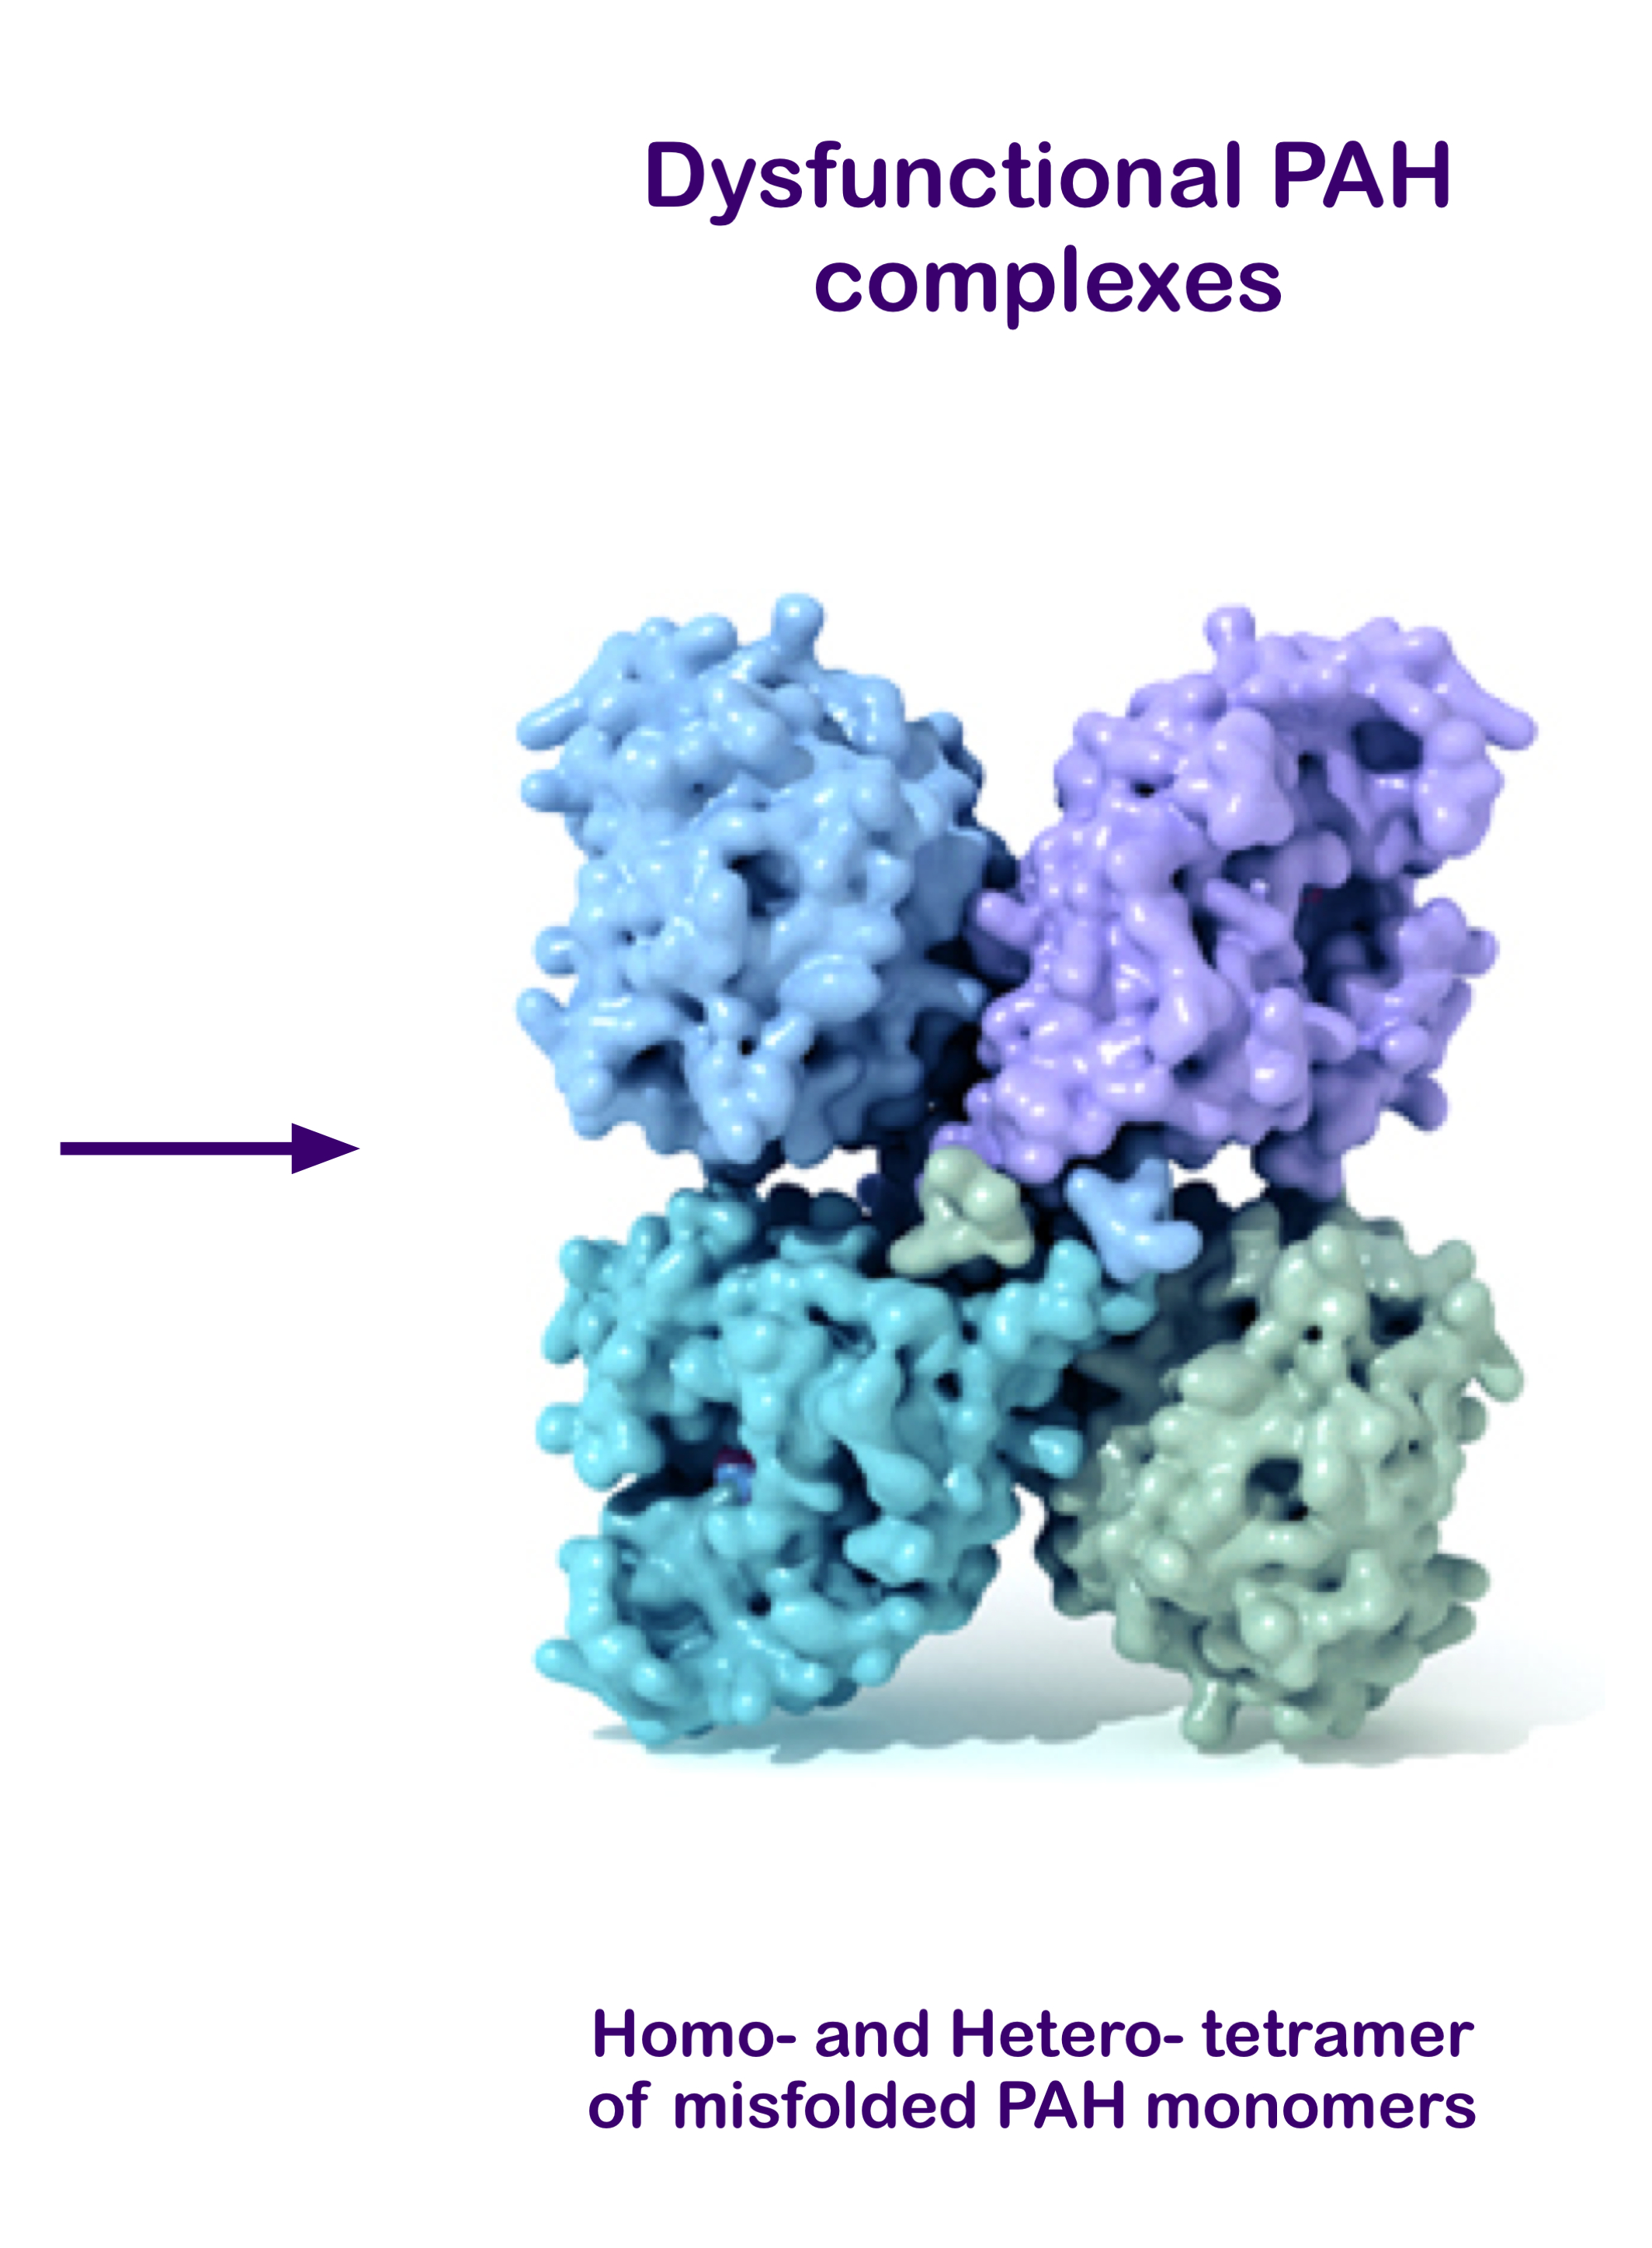 Dysfunctional PAH
complexes
Homo- and Hetero- tetramer
of misfolded PAH monomers